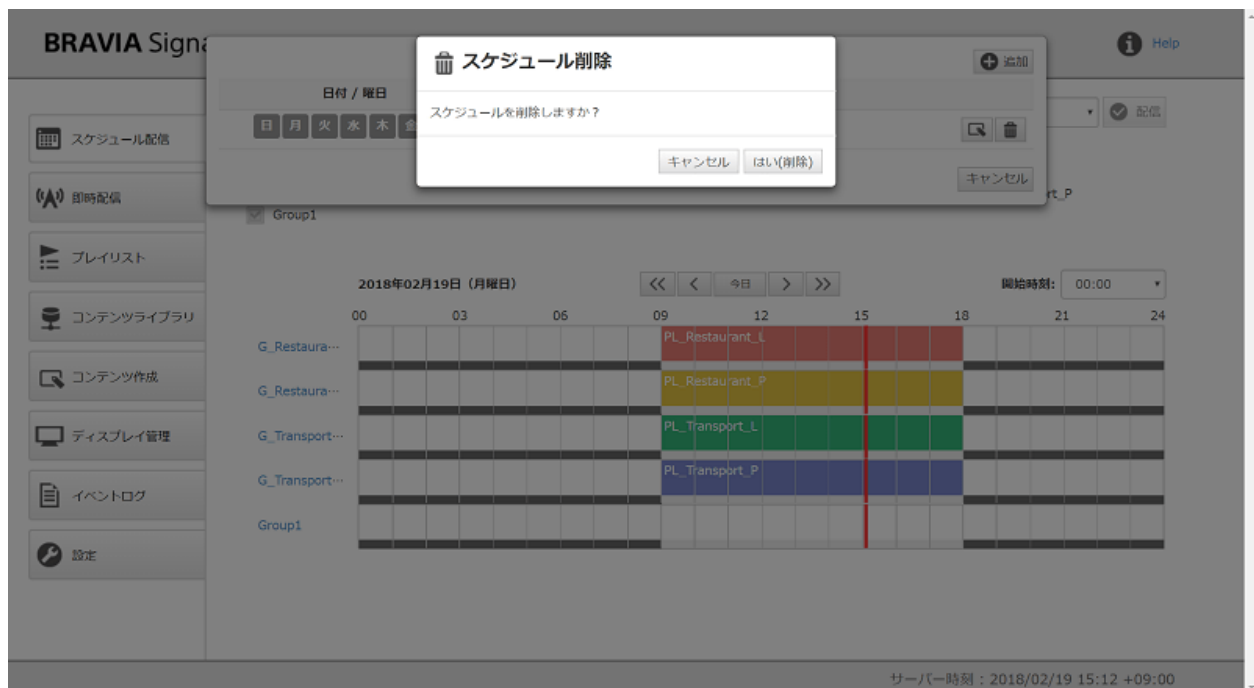 BRAVIA Signa
Help
スケジュール削除
追加
日付 / 曜日
スケジュールを削除しますか？
日 月 火 水 木 金
配信
キャンセル はい(削除)
キャンセル
rt_P
スケジュール配信
即時配信
プレイリスト
コンテンツライブラリ
コンテンツ作成
ディスプレイ管理
イベントログ
設定
Group1
2018年02月19日（月曜日）
今日
開始時刻: 00:00
00 03 06 09 12 15 18 21 24
G_Restaura… PL_Restaurant_L
G_Restaura… PL_Restaurant_P
G_Transport… PL_Transport_L
G_Transport… PL_Transport_P
Group1
サーバー時刻 : 2018/02/19 15:12 +09:00